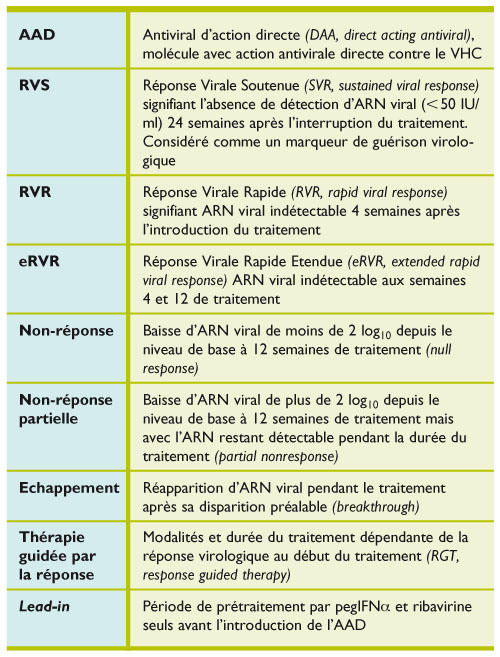 AAD
Antiviral d’action directe (DAA, direct acting antiviral),
molécule avec action antivirale directe contre le VHC
RVS
Réponse Virale Soutenue (SVR, sustained viral response)
signifiant l’absence de détection d’ARN viral (<50 IU/
ml) 24 semaines après l’interruption du traitement.
Considéré comme un marqueur de guérison virolo-
gique
RVR
Réponse Virale Rapide (RVR, rapid viral response)
signifiant ARN viral indétectable 4 semaines après
l’introduction du traitement
eRVR
Réponse Virale Rapide Etendue (eRVR, extended rapid
viral response) ARN viral indétectable aux semaines
4 et 12 de traitement
Non-réponse
Baisse d’ARN viral de moins de 2 log10 depuis le
niveau de base à 12 semaines de traitement (null
response)
Non-réponse
partielle
Baisse d’ARN viral de plus de 2 log10 depuis le
niveau de base à 12 semaines de traitement mais
avec l’ARN restant détectable pendant la durée du
traitement (partial nonresponse)
Echappement
Réapparition d’ARN viral pendant le traitement
après sa disparition préalable (breakthrough)
Thérapie
guidée par
la réponse
Modalités et durée du traitement dépendante de la
réponse virologique au début du traitement (RGT,
response guided therapy)
Lead-in
Période de prétraitement par pegIFNα et ribavirine
seuls avant l’introduction de l’AAD